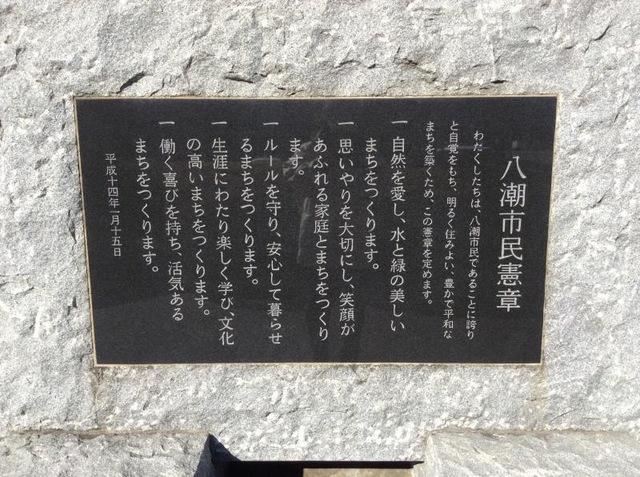 八潮市民憲章
わたくしたちは、八潮市民であることに誇り
と自覚をもち、明るく住みよい、豊かで平和な
まちを築くため、この憲章を定めます。
一 自然を愛し、水と緑の美しい
まちをつくります。
一 思いやりを大切にし、笑顔が
あふれる家庭とまちをつくり
ます。
一 ルールを守り、安心して暮らせ
るまちをつくります。
一 生涯にわたり楽しく学び、文化
の高いまちをつくります。
一 働く喜びを持ち、活気ある
まちをつくります。
平成十四年一月十五日